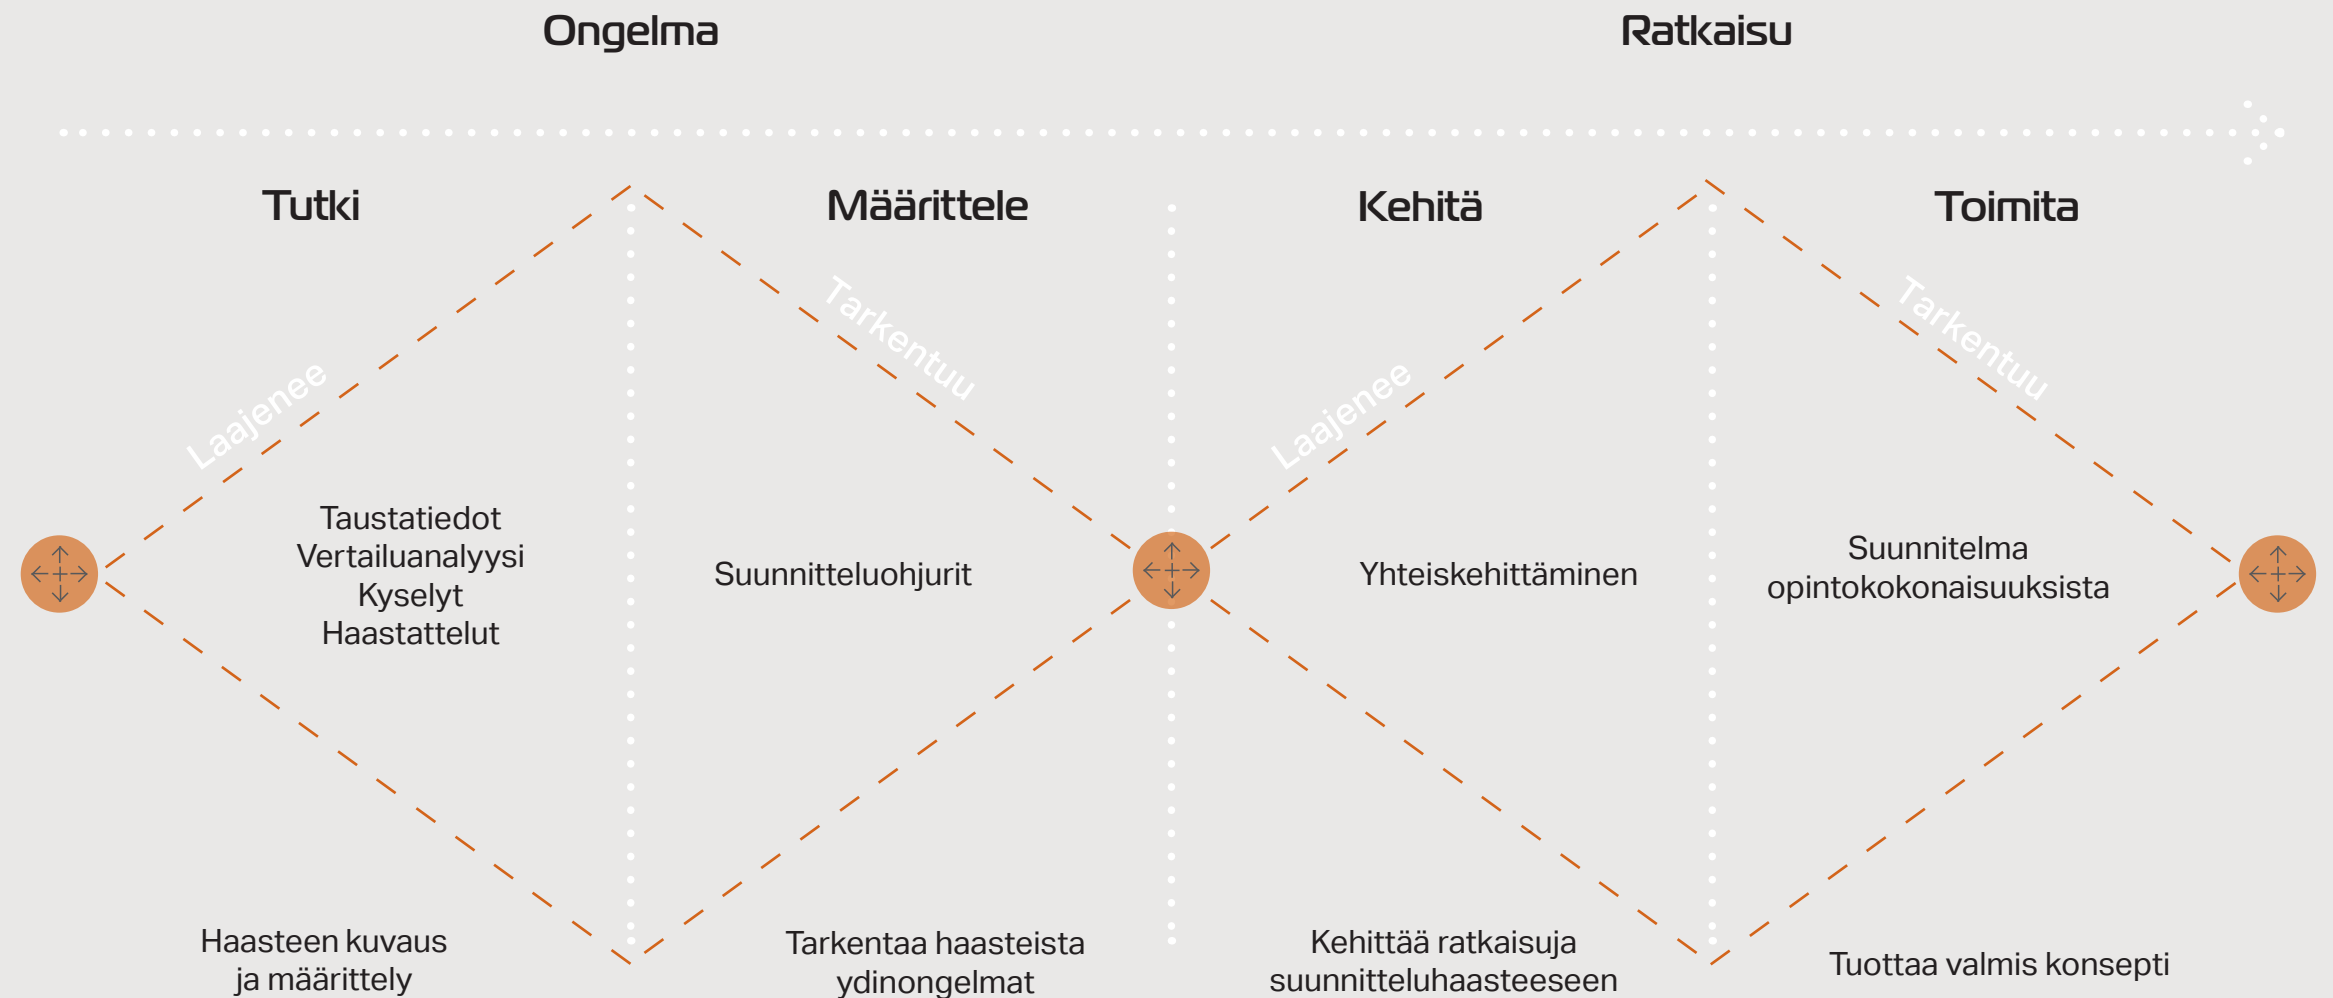 Ongelma
Ratkaisu
Tutki
Määrittele
Kehitä
Toimita
Laajenee
Tarkentuu
Laajenee
Tarkentuu
Taustatiedot
Vertailuanalyysi
Kyselyt
Haastattelut
Suunnitteluohjurit
Yhteiskehittäminen
Suunnitelma
opintokokonaisuuksista
Haasteen kuvaus
ja määrittely
Tarkentaa haasteista
ydinongelmat
Kehittää ratkaisuja
suunnitteluhaasteeseen
Tuottaa valmis konsepti